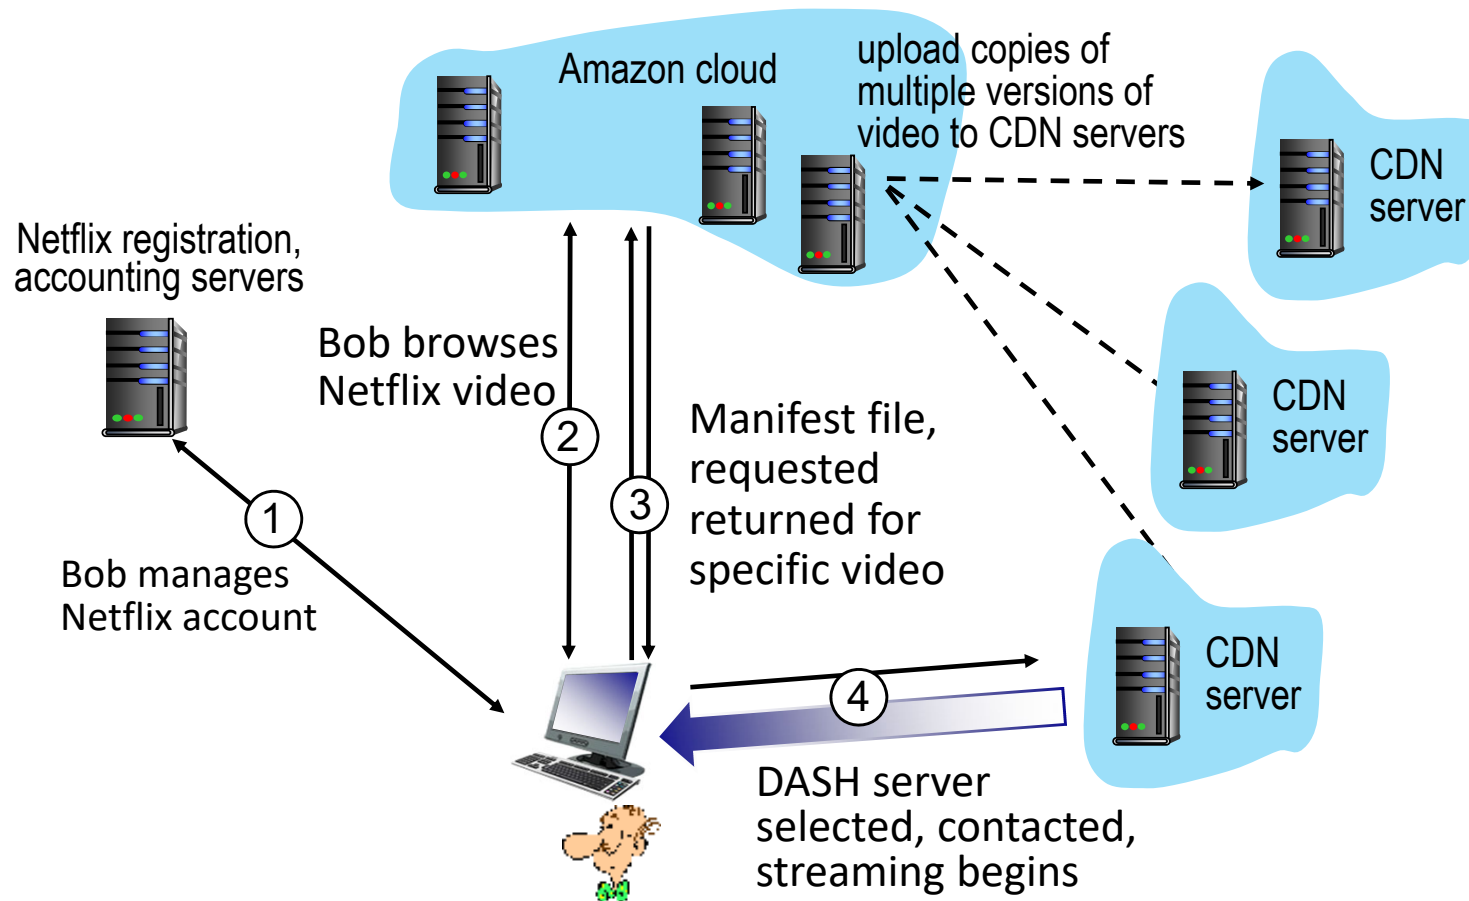 Amazon cloud
upload copies of
multiple versions of
video to CDN servers
CDN
server
Netflix registration,
accounting servers
Bob browses
Netflix video
CDN
server
2
Manifest file,
requested
returned for
specific video
3
1
Bob manages
Netflix account
CDN
server
4
DASH server
selected, contacted,
streaming begins